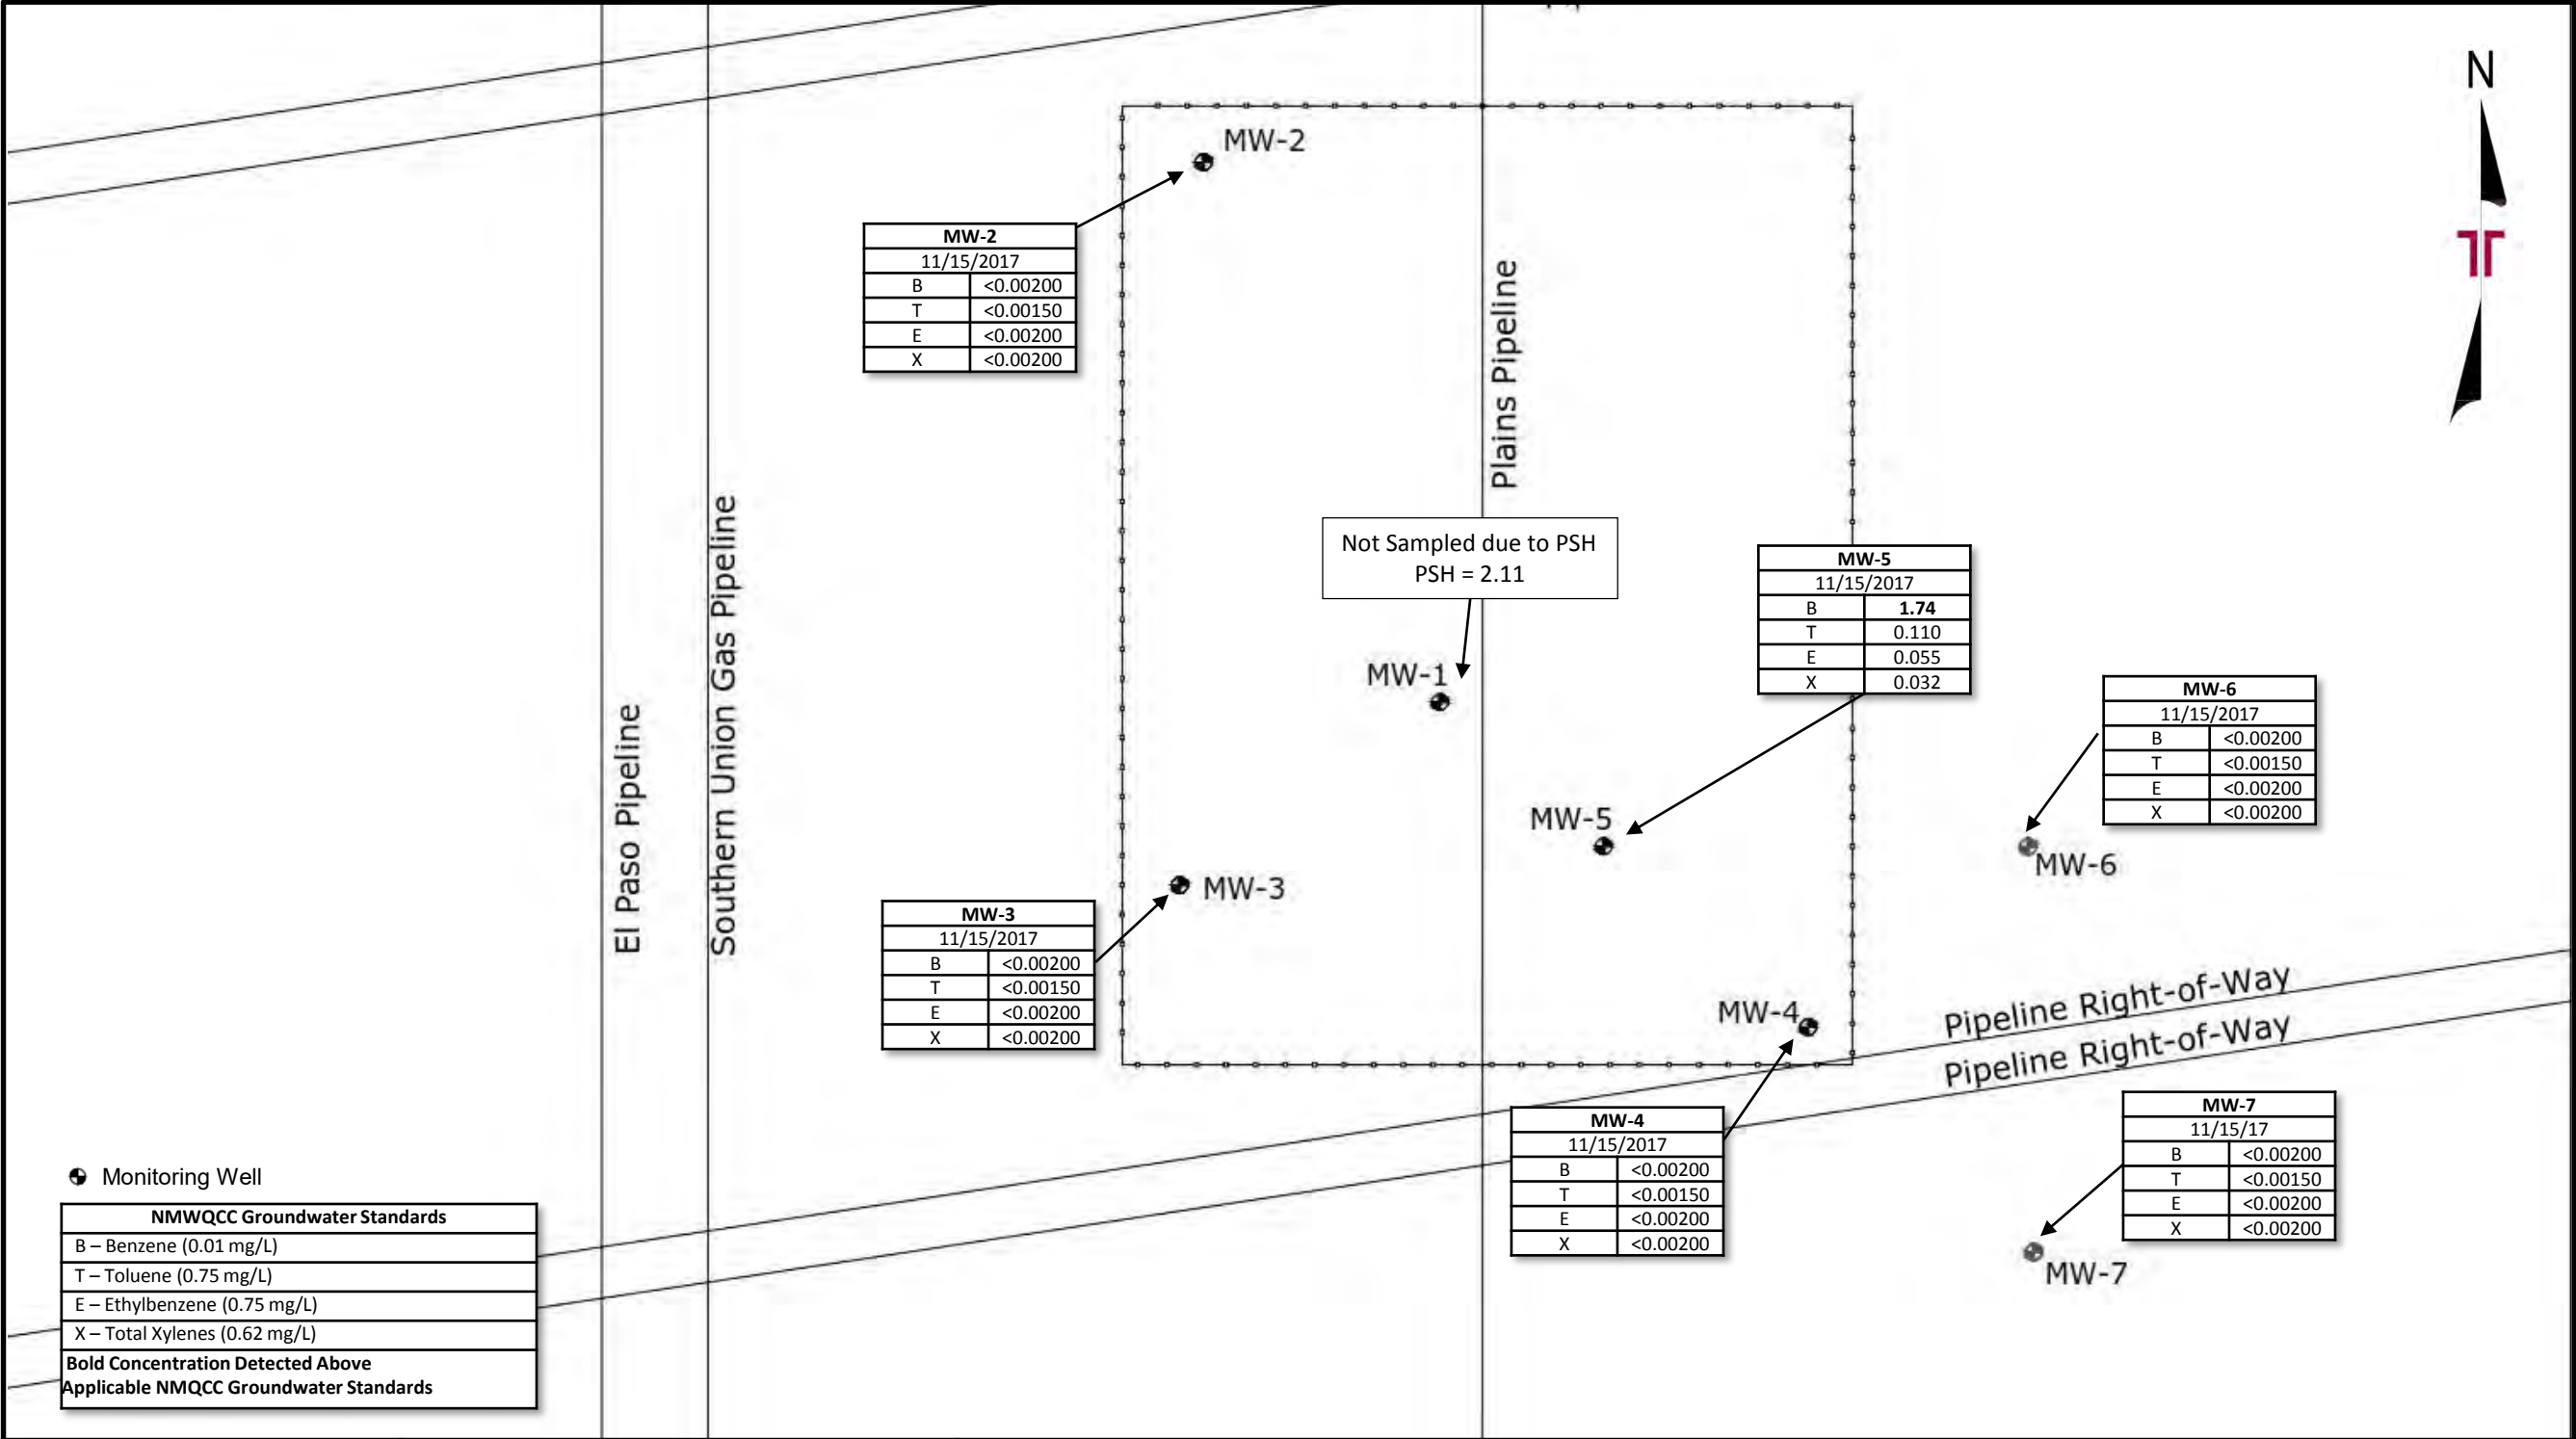 N
MW-2
MW-2
11/15/2017
B <0.00200
T <0.00150
E <0.00200
X <0.00200
Plains Pipeline
Southern Union Gas Pipeline
El Paso Pipeline
Not Sampled due to PSH
PSH = 2.11
MW-1
MW-5
11/15/2017
B 1.74
T 0.110
E 0.055
X 0.032
MW-5
MW-6
11/15/2017
B <0.00200
T <0.00150
E <0.00200
X <0.00200
MW-6
MW-3
MW-3
11/15/2017
B <0.00200
T <0.00150
E <0.00200
X <0.00200
MW-4
Pipeline Right-of-Way
Pipeline Right-of-Way
MW-4
11/15/2017
B <0.00200
T <0.00150
E <0.00200
X <0.00200
MW-7
11/15/17
B <0.00200
T <0.00150
E <0.00200
X <0.00200
MW-7
Monitoring Well
NMWQCC Groundwater Standards
B – Benzene (0.01 mg/L)
T – Toluene (0.75 mg/L)
E – Ethylbenzene (0.75 mg/L)
X – Total Xylenes (0.62 mg/L)
Bold Concentration Detected Above
Applicable NMQCC Groundwater Standards